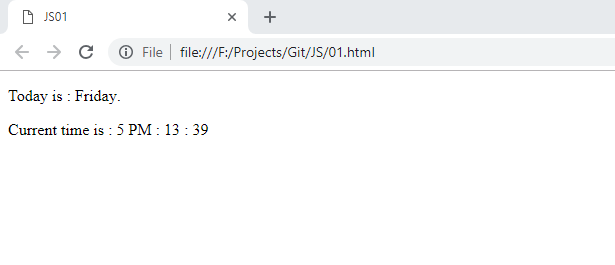 JS01
File file:///F:/Projects/Git/JS/01.html
Today is : Friday.
Current time is : 5 PM : 13 : 39